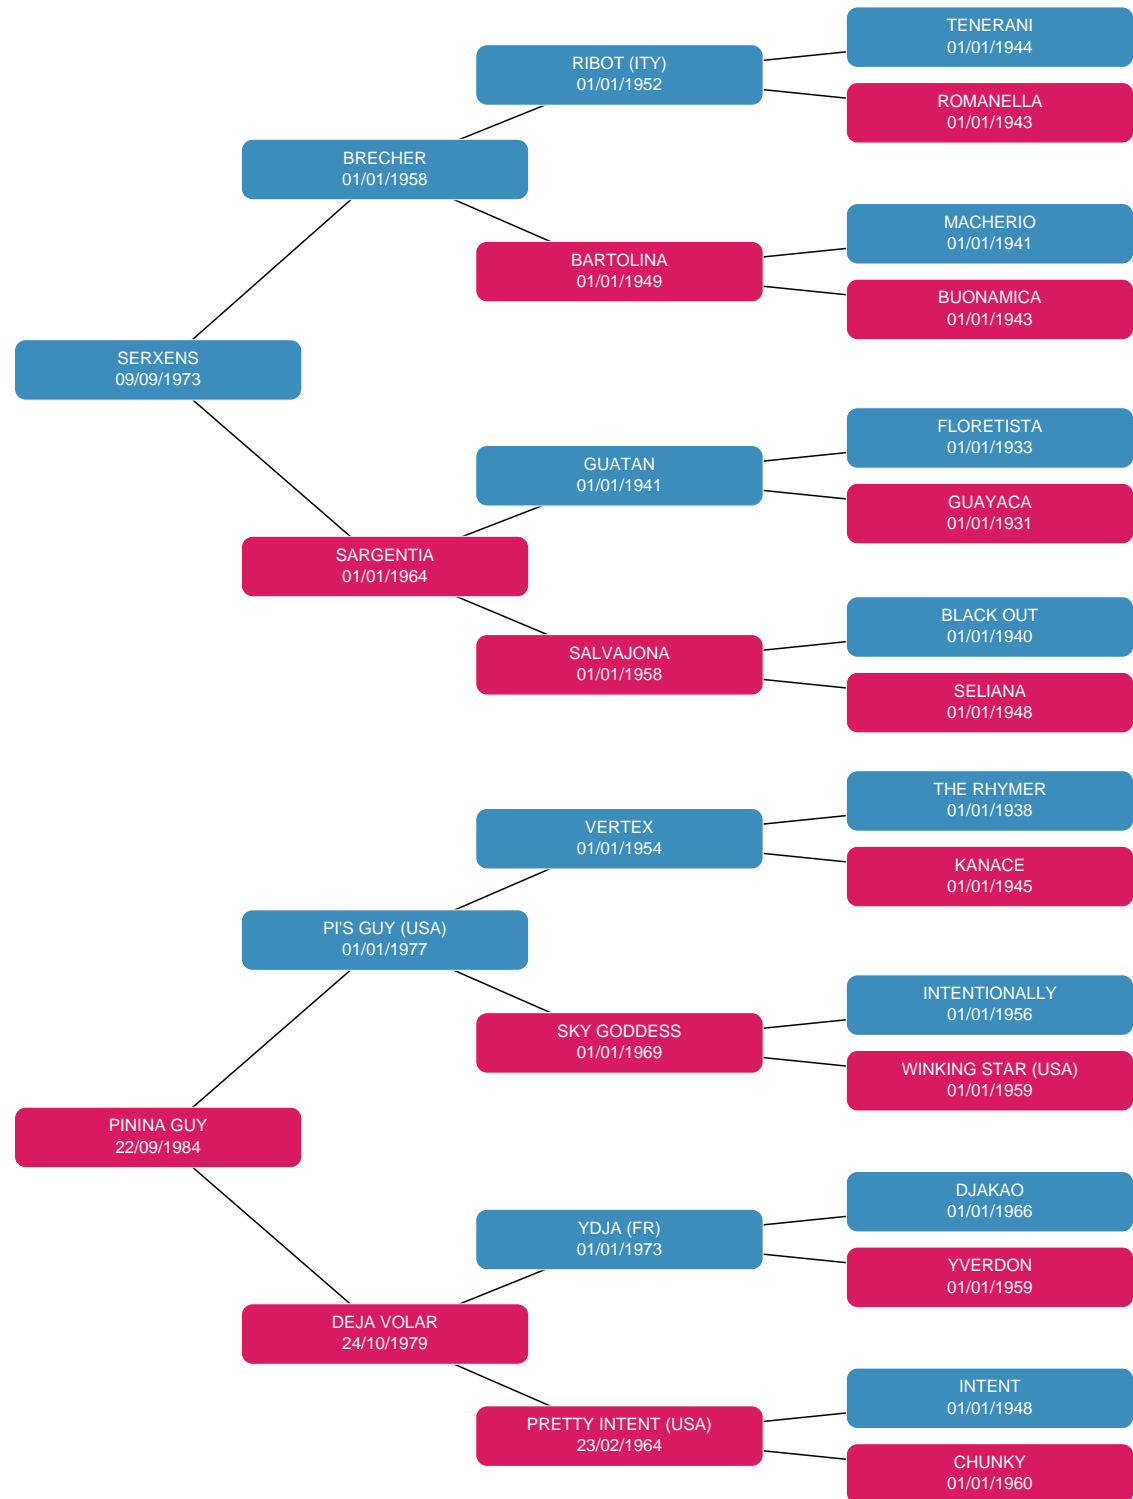 TENERANI
01/01/1944
RIBOT (ITY)
01/01/1952
ROMANELLA
01/01/1943
BRECHER
01/01/1958
MACHERIO
01/01/1941
BARTOLINA
01/01/1949
BUONAMICA
01/01/1943
SERXENS
09/09/1973
FLORETISTA
01/01/1933
GUATAN
01/01/1941
GUAYACA
01/01/1931
SARGENTIA
01/01/1964
BLACK OUT
01/01/1940
SALVAJONA
01/01/1958
SELIANA
01/01/1948
THE RHYMER
01/01/1938
VERTEX
01/01/1954
KANACE
01/01/1945
PI'S GUY (USA)
01/01/1977
INTENTIONALLY
01/01/1956
SKY GODDESS
01/01/1969
WINKING STAR (USA)
01/01/1959
PININA GUY
22/09/1984
DJAKAO
01/01/1966
YDJA (FR)
01/01/1973
YVERDON
01/01/1959
DEJA VOLAR
24/10/1979
INTENT
01/01/1948
PRETTY INTENT (USA)
23/02/1964
CHUNKY
01/01/1960